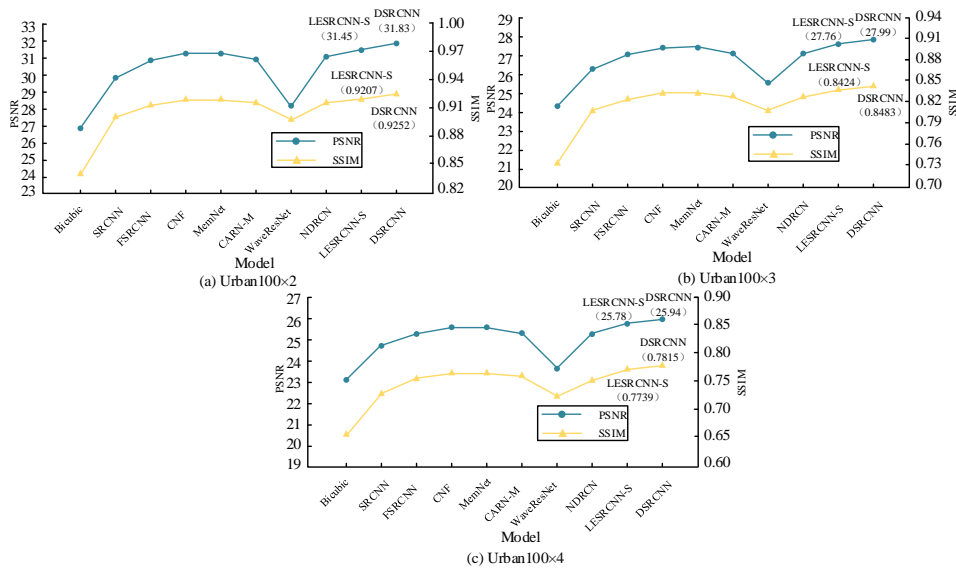 33
32
31
30
29
28
27
26
25
24
23
PSNR
1.00
0.97
0.94
0.91
0.88
0.85
0.82
SSIM
LESRCNN-S
（31.45）
DSRCNN
（31.83）
LESRCNN-S
（0.9207）
DSRCNN
（0.9252）
PSNR
SSIM
Bicubic
SRCNN
FSRCNN
CNF
MemNet
CARN-M
WaveResNet
NDRCN
LESRCNN-S
DSRCNN
Model
(a) Urban100×2
29
28
27
26
25
24
23
22
21
20
PSNR
0.94
0.91
0.88
0.85
0.82
0.79
0.76
0.73
0.70
SSIM
LESRCNN-S
（27.76）
DSRCNN
（27.99）
LESRCNN-S
（0.8424）
DSRCNN
（0.8483）
PSNR
SSIM
Bicubic
SRCNN
FSRCNN
CNF
MemNet
CARN-M
WaveResNet
NDRCN
LESRCNN-S
DSRCNN
Model
(b) Urban100×3
27
26
25
24
23
22
21
20
19
PSNR
0.90
0.85
0.80
0.75
0.70
0.65
0.60
SSIM
LESRCNN-S
（25.78）
DSRCNN
（25.94）
DSRCNN
（0.7815）
LESRCNN-S
（0.7739）
PSNR
SSIM
Bicubic
SRCNN
FSRCNN
CNF
MemNet
CARN-M
WaveResNet
NDRCN
LESRCNN-S
DSRCNN
Model
(c) Urban100×4